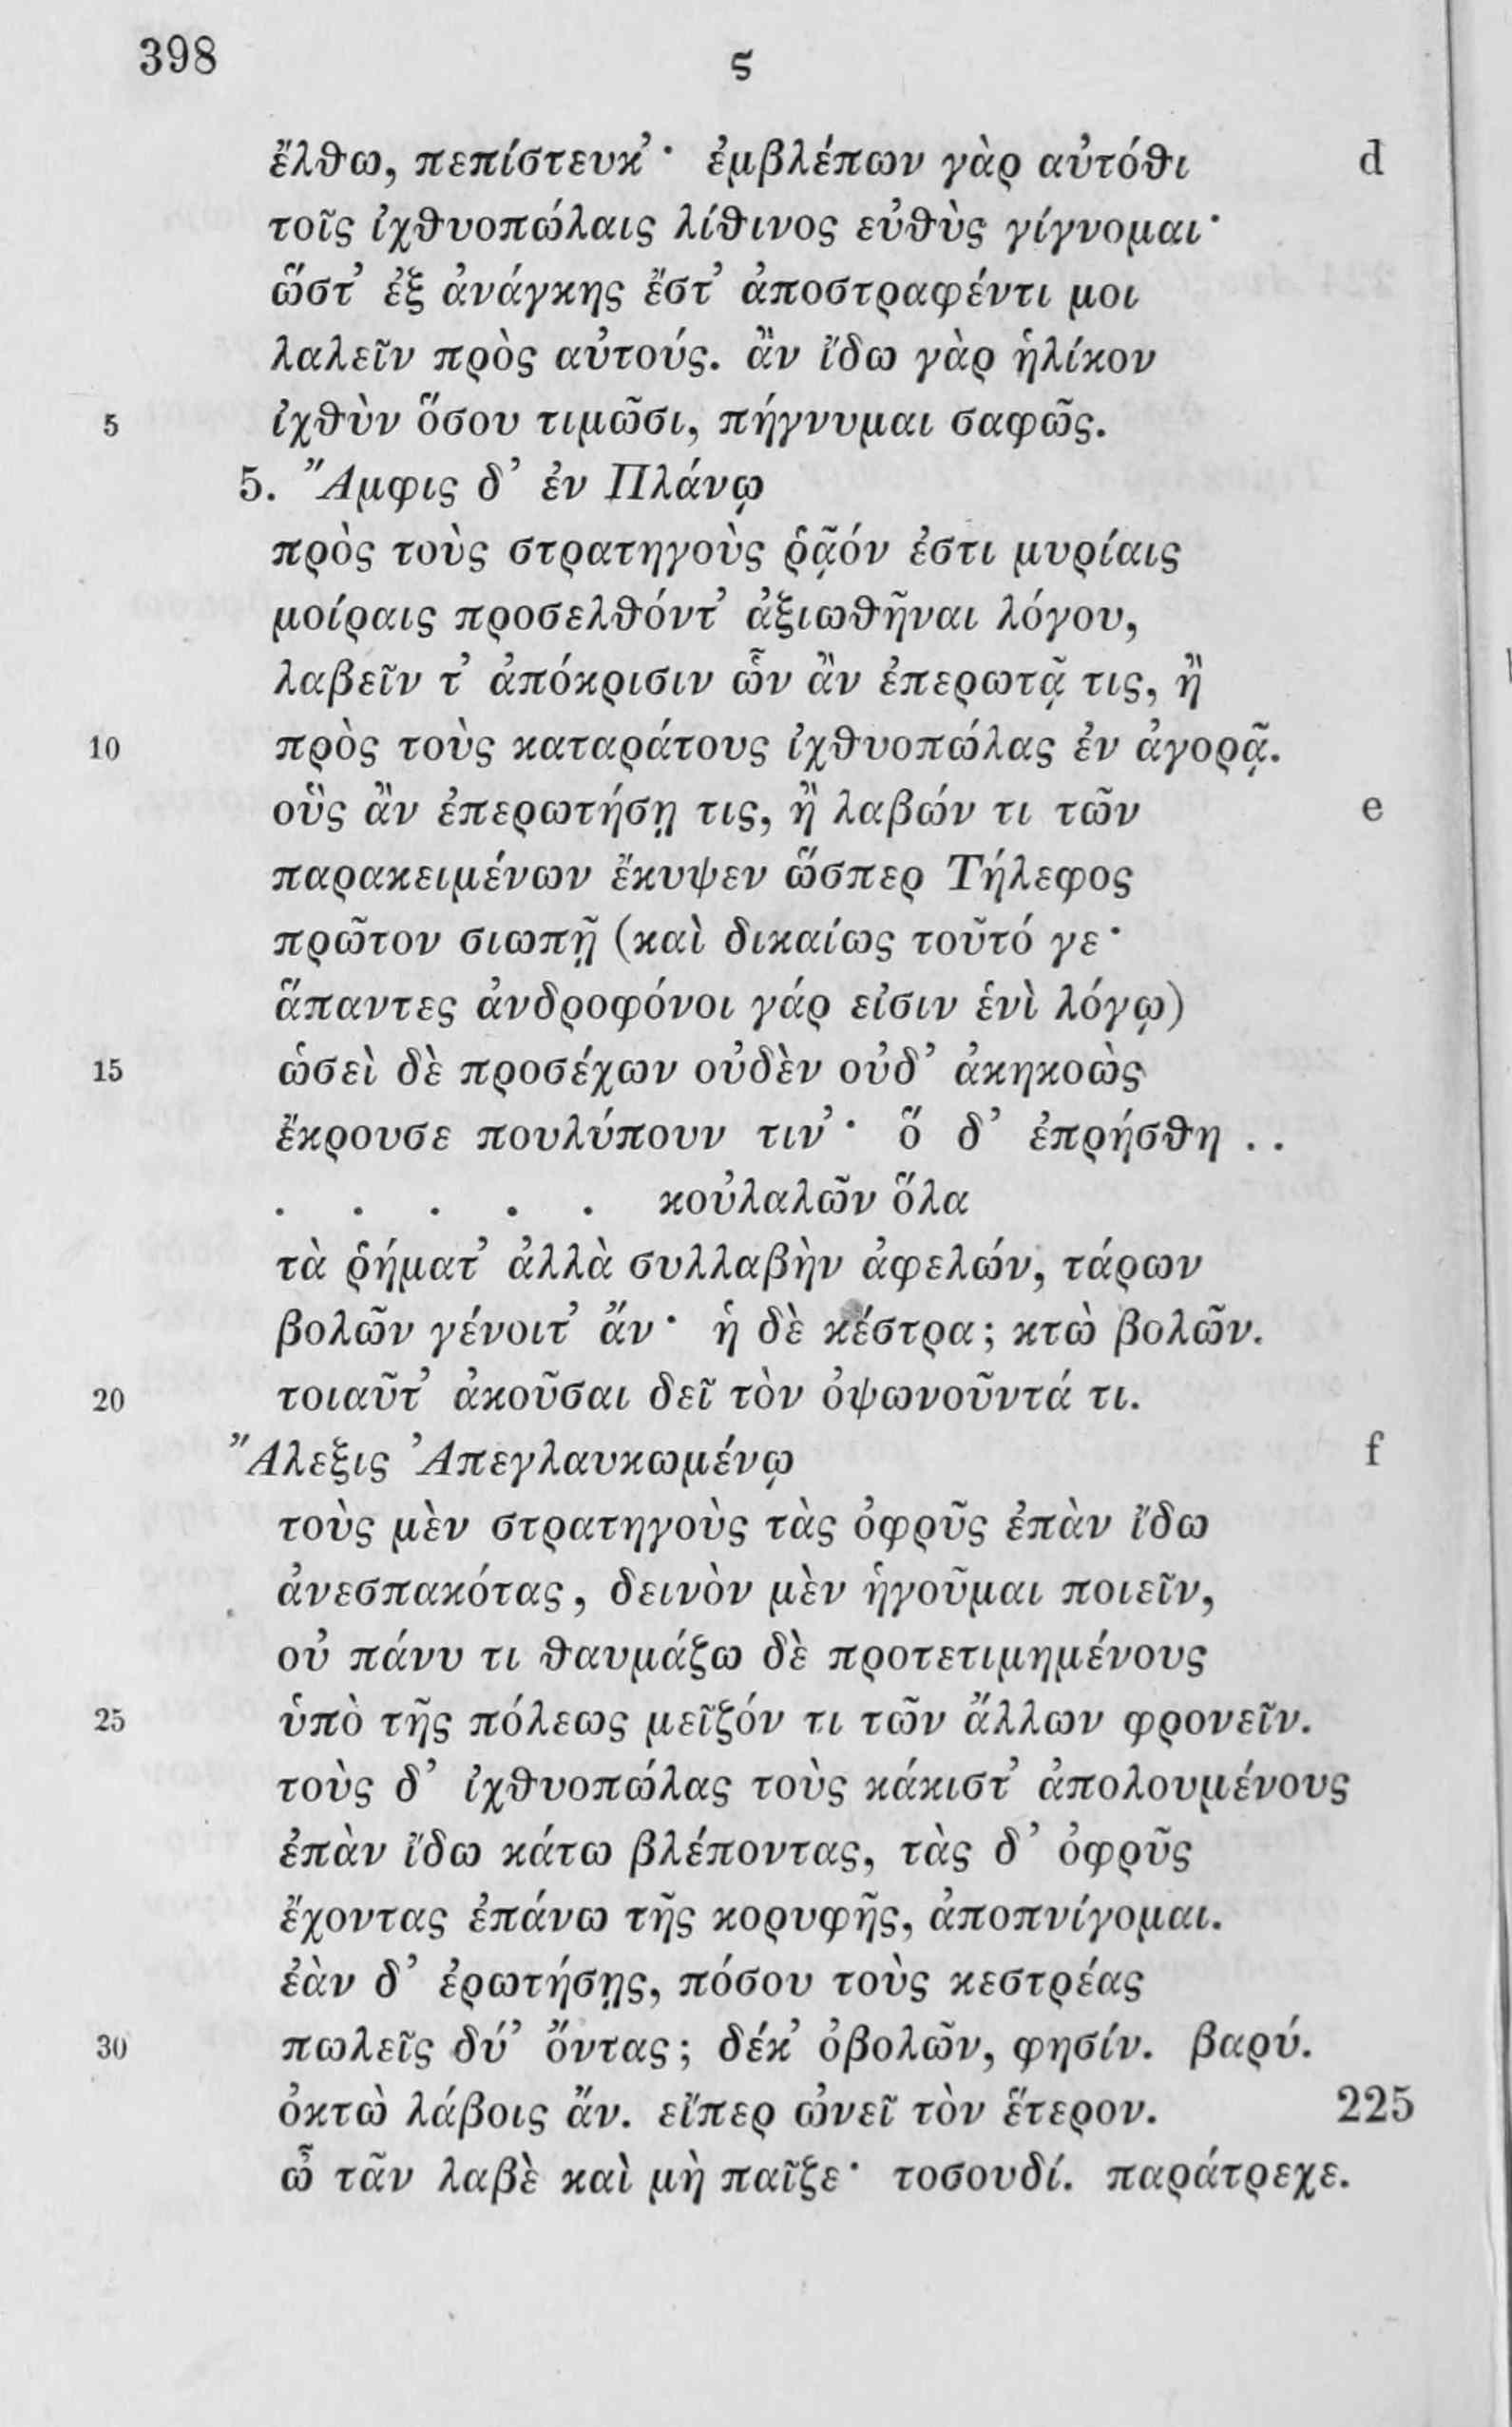 398 ϛ
ἔλθω, πεπίστευκ’· ἐμβλέπων γὰρ αὐτόθι d
τοῖς ἰχθυοπώλαις λίθινος εὐθὺς γίγνομαι·
ὥστ’ ἐξ ἀνάγκης ἔστ’ ἀποστραφέντι μοι
λαλεῖν πρὸς αὐτούς. ἂν ἴδω γὰρ ἡλίκον
5 ἰχθὺν ὅσου τιμῶσι, πήγνυμαι σαφῶς.
5. Ἄμφις δ’ ἐν Πλάνῳ
πρὸς τοὺς στρατηγοὺς ῥᾷόν ἐστι μυρίαις
μοίραις προσελθόντ’ ἀξιωθῆναι λόγου,
λαβεῖν τ’ ἀπόκρισιν ὧν ἂν ἐπερωτᾷ τις, ἢ
10 πρὸς τοὺς καταράτους ἰχθυοπώλας ἐν ἀγορᾷ.
οὓς ἂν ἐπερωτήσῃ τις, ἢ λαβών τι τῶν e
παρακειμένων ἔκυψεν ὥσπερ Τήλεφος
πρῶτον σιωπῇ (καὶ δικαίως τοῦτό γε·
ἅπαντες ἀνδροφόνοι γάρ εἰσιν ἑνὶ λόγῳ)
15 ὡσεὶ δὲ προσέχων οὐδὲν οὐδ’ ἀκηκοὼς
ἔκρουσε πουλύπουν τιν’· ὅ δ’ ἐπρήσθη . .
. . . . . κοὐλαλῶν ὅλα
τὰ ῥήματ’ ἀλλὰ συλλαβὴν ἀφελών, τάρων
βολῶν γένοιτ’ ἄν· ἡ δὲ κέστρα; κτὼ βολῶν.
20 τοιαῦτ’ ἀκοῦσαι δεῖ τὸν ὀψωνοῦντά τι.
Ἄλεξις Ἀπεγλαυκωμένῳ f
τοὺς μὲν στρατηγοὺς τὰς ὀφρῦς ἐπὰν ἴδω
ἀνεσπακότας, δεινὸν μὲν ἡγοῦμαι ποιεῖν,
οὐ πάνυ τι θαυμάζω δὲ προτετιμημένους
25 ὑπὸ τῆς πόλεως μεῖζόν τι τῶν ἄλλων φρονεῖν.
τοὺς δ’ ἰχθυοπώλας τοὺς κάκιστ’ ἀπολουμένους
ἐπὰν ἴδω κάτω βλέποντας, τὰς δ’ ὀφρῦς
ἔχοντας ἐπάνω τῆς κορυφῆς, ἀποπνίγομαι.
ἐὰν δ’ ἐρωτήσῃς, πόσου τοὺς κεστρέας
30 πωλεῖς δύ’ ὄντας; δέκ’ ὀβολῶν, φησίν. βαρύ.
ὀκτὼ λάβοις ἄν. εἴπερ ὠνεῖ τὸν ἕτερον. 225
ὦ τᾶν λαβὲ καὶ μὴ παῖζε· τοσουδί. παράτρεχε.